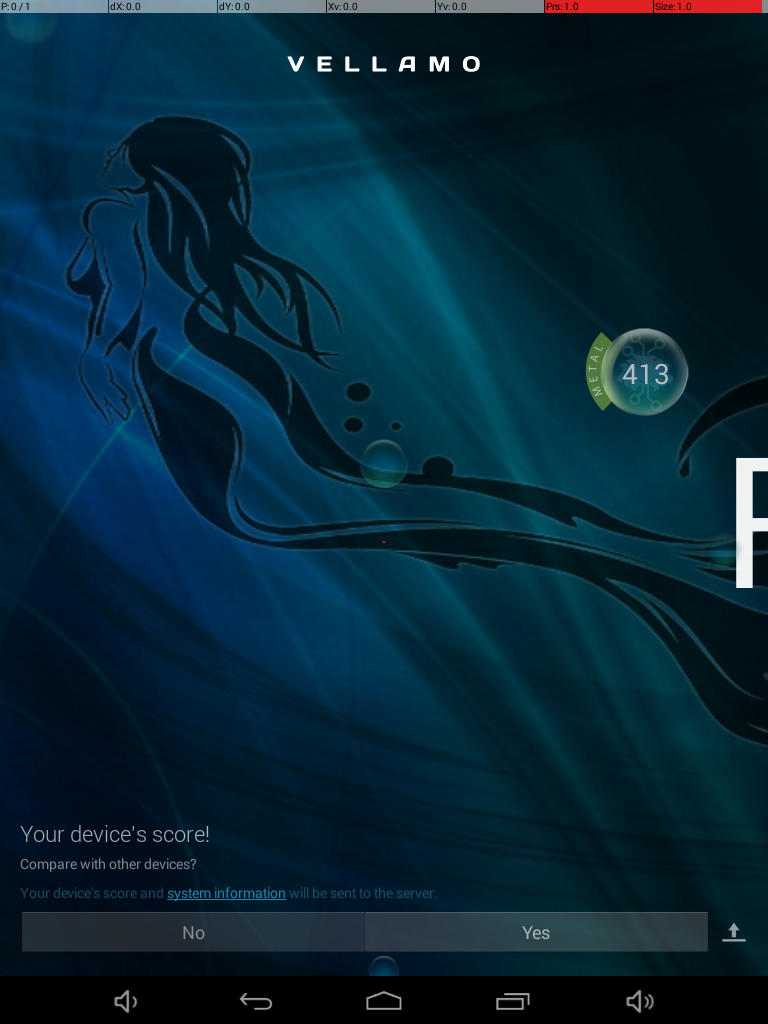 P: 0 / 1 dX: 0.0 dY: 0.0 Xv: 0.0 Yv: 0.0 Prs: 1.0 Size: 1.0
VELLAMO
METAL
413
Your device's score!
Compare with other devices?
Your device's score and system information will be sent to the server.
No Yes